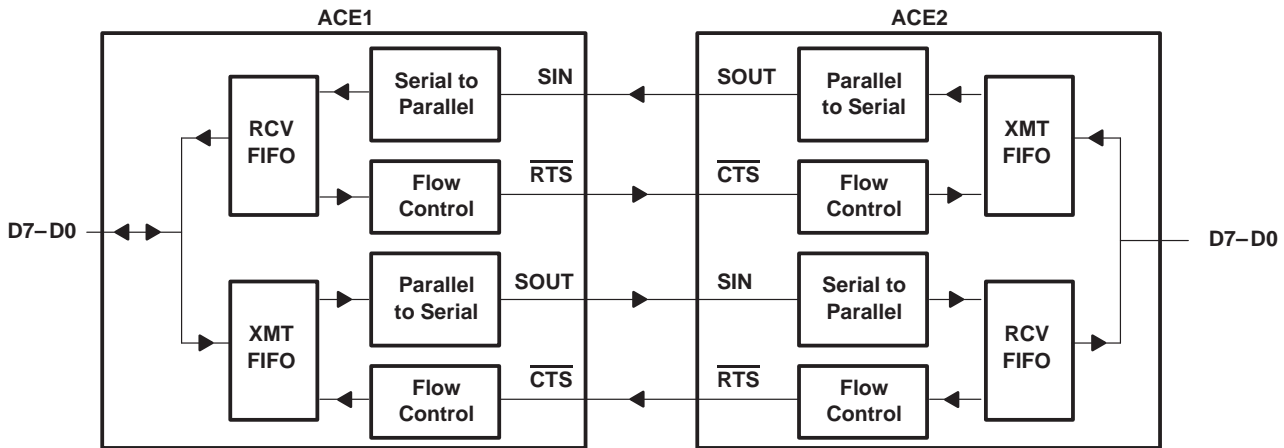 ACE1
ACE2
Serial to
Parallel
SIN
SOUT
Parallel
to Serial
RCV
FIFO
XMT
FIFO
Flow
Control
RTS
CTS
Flow
Control
D7–D0
D7–D0
Parallel
to Serial
SOUT
SIN
Serial to
Parallel
XMT
FIFO
RCV
FIFO
Flow
Control
CTS
RTS
Flow
Control